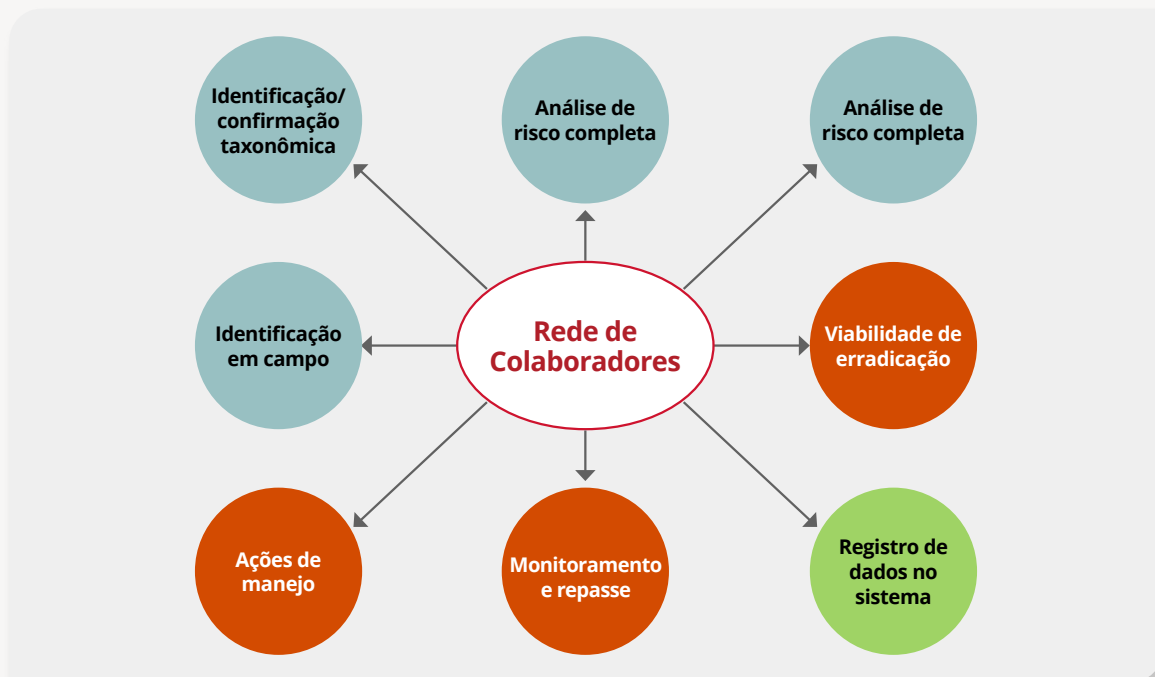 Identificação/
confirmação
taxonômica
Análise de
risco completa
Análise de
risco completa
Identificação
em campo
Rede de
Colaboradores
Viabilidade de
erradicação
Ações de
manejo
Monitoramento
e repasse
Registro de
dados no
sistema